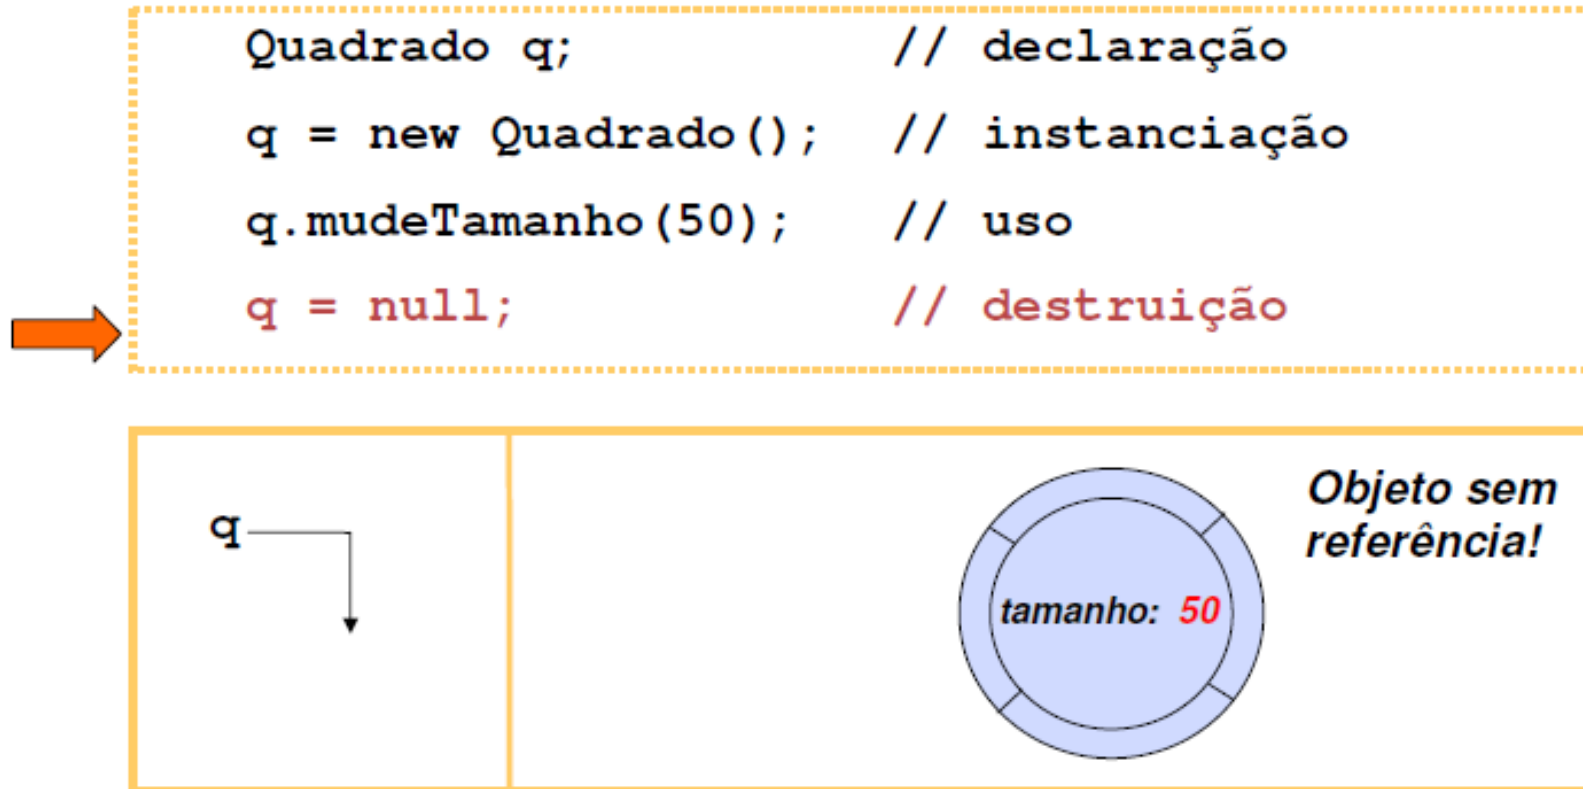 Quadrado q; // declaração
q = new Quadrado(); // instanciação
q.mudeTamanho(50); // uso
q = null; // destruição
q
Objeto sem
referência!
tamanho: 50